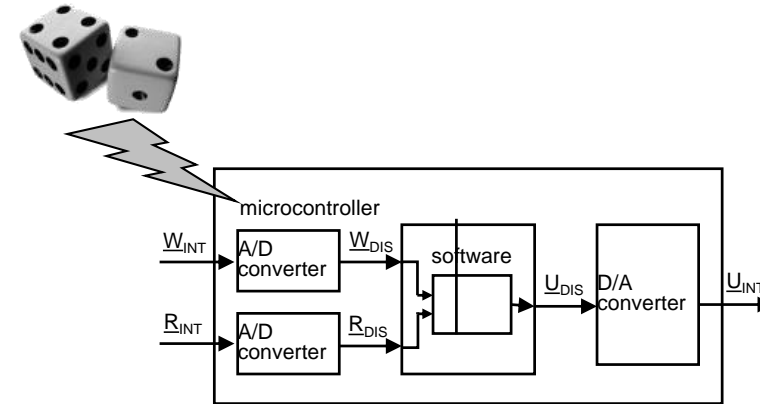 microcontroller
W_INT
A/D
converter
W_DIS
software
U_DIS
D/A
converter
U_INT
R_INT
A/D
converter
R_DIS